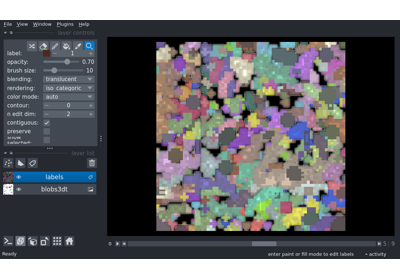 File View Window Plugins Help
layer controls
label: 1
opacity: 0.70
brush size: 10
blending: translucent
rendering: iso_categoric
color mode: auto
contour: 0
n edit dim: 2
contiguous:
preserve
layer list
labels
blobs3dt
0
Ready
enter paint or fill mode to edit labels
activity